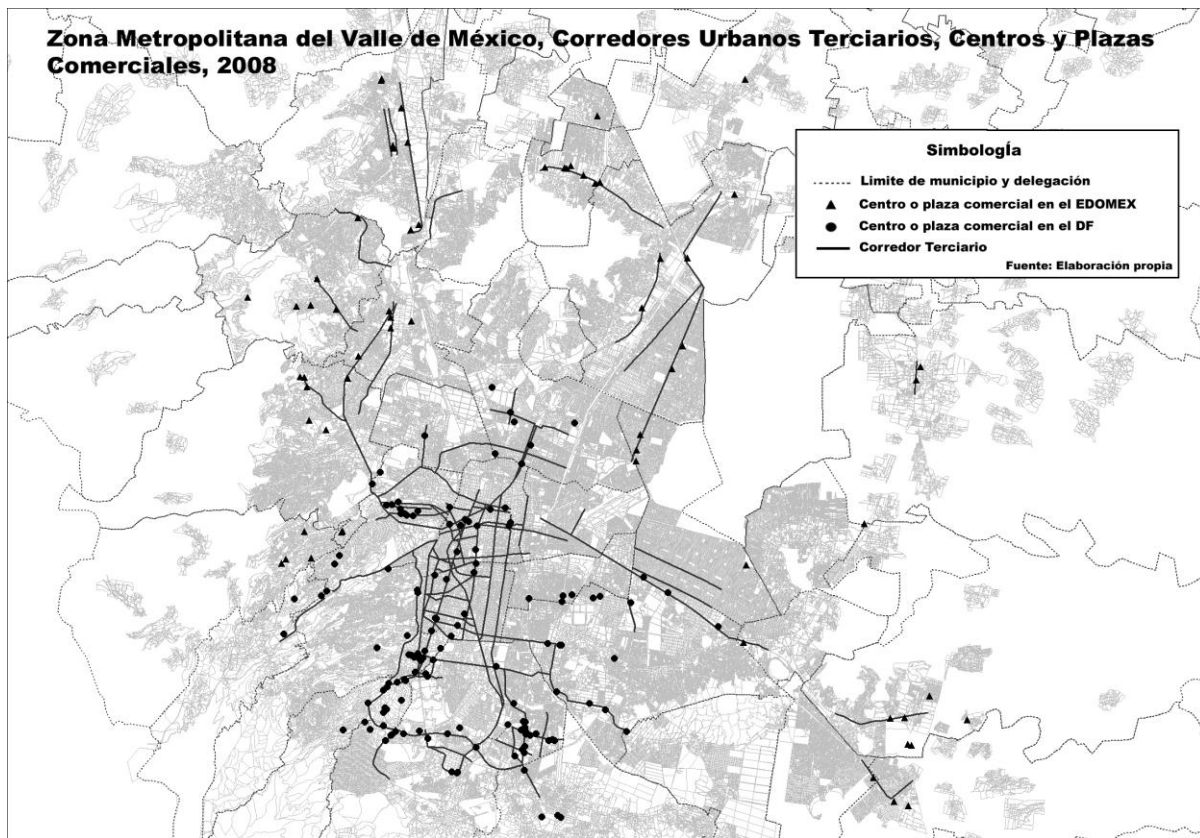 Zona Metropolitana del Valle de México, Corredores Urbanos Terciarios, Centros y Plazas
Comerciales, 2008
Simbología
Limite de municipio y delegación
Centro o plaza comercial en el EDOMEX
Centro o plaza comercial en el DF
Corredor Terciario
Fuente: Elaboración propia